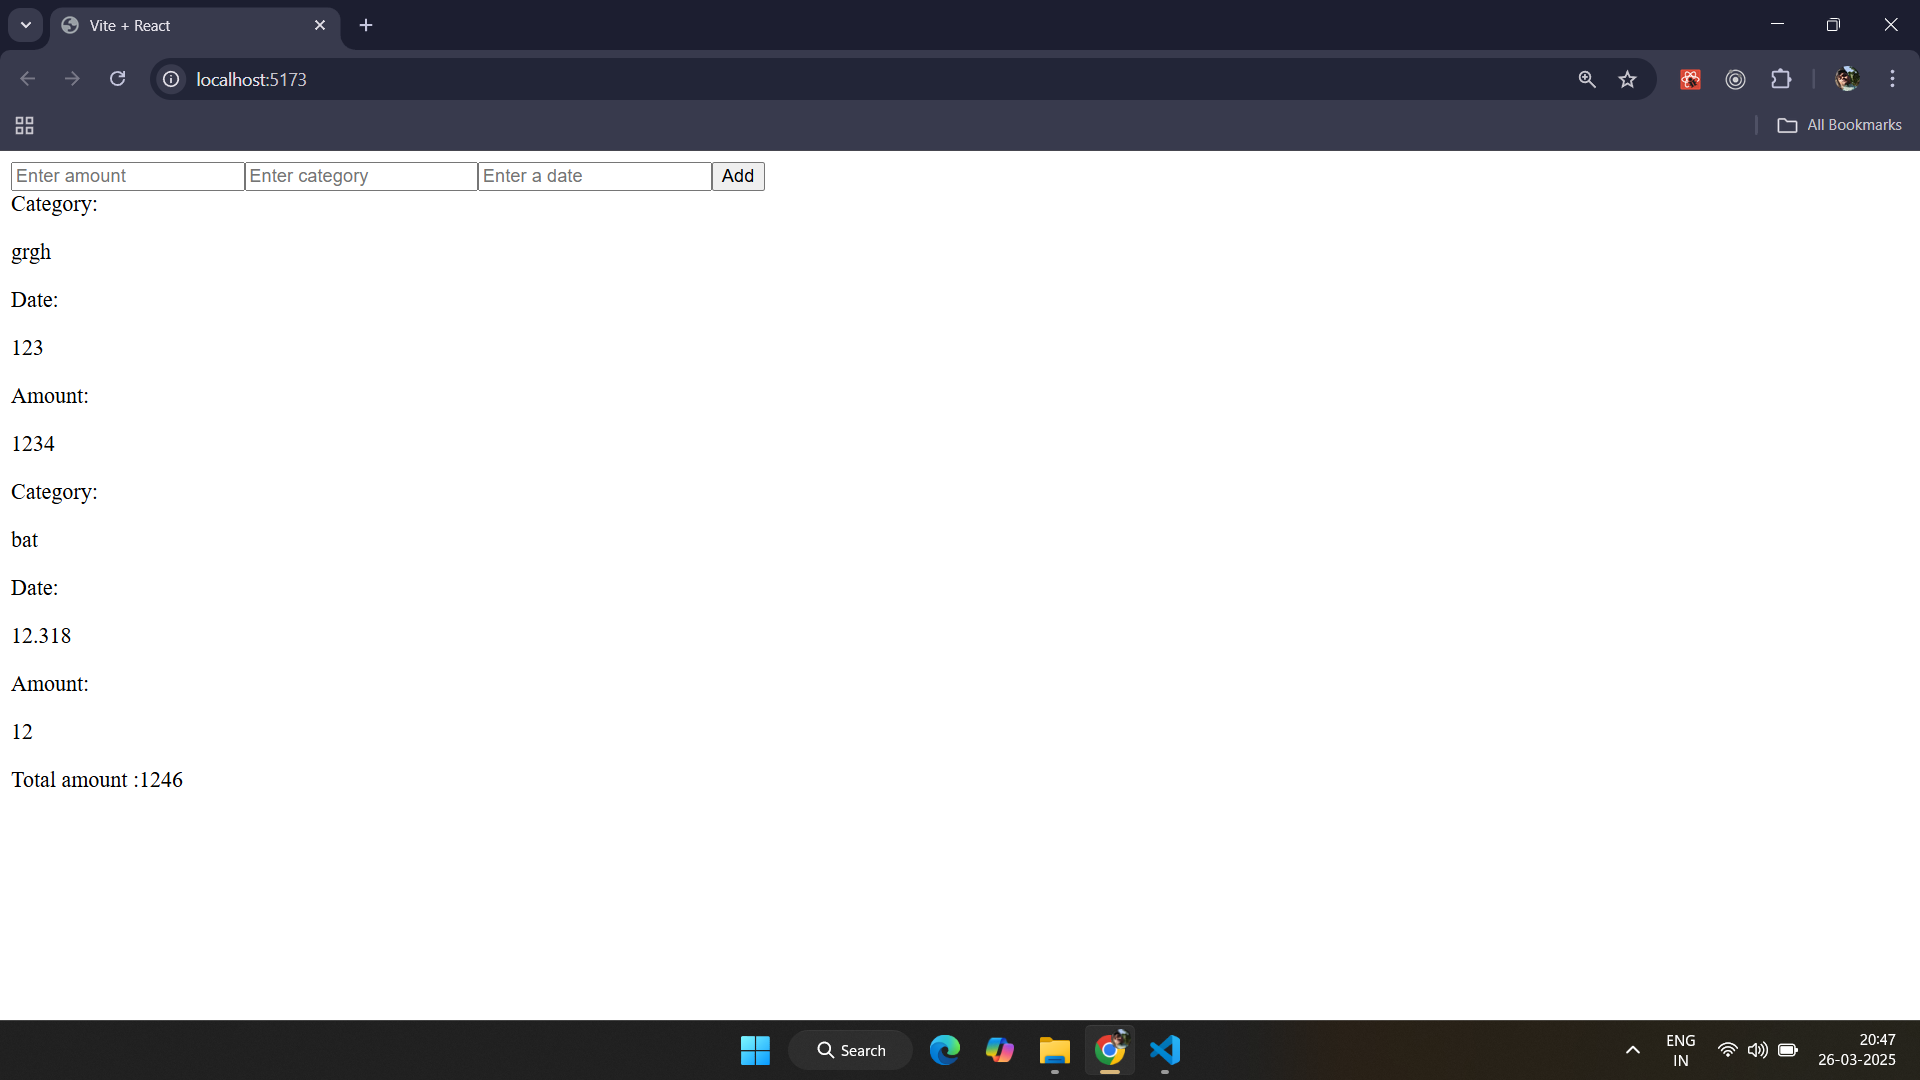 Vite + React
localhost:5173
All Bookmarks
Enter amount Enter category Enter a date Add
Category:
grgh
Date:
123
Amount:
1234
Category:
bat
Date:
12.318
Amount:
12
Total amount :1246
Search
ENG
IN
20:47
26-03-2025